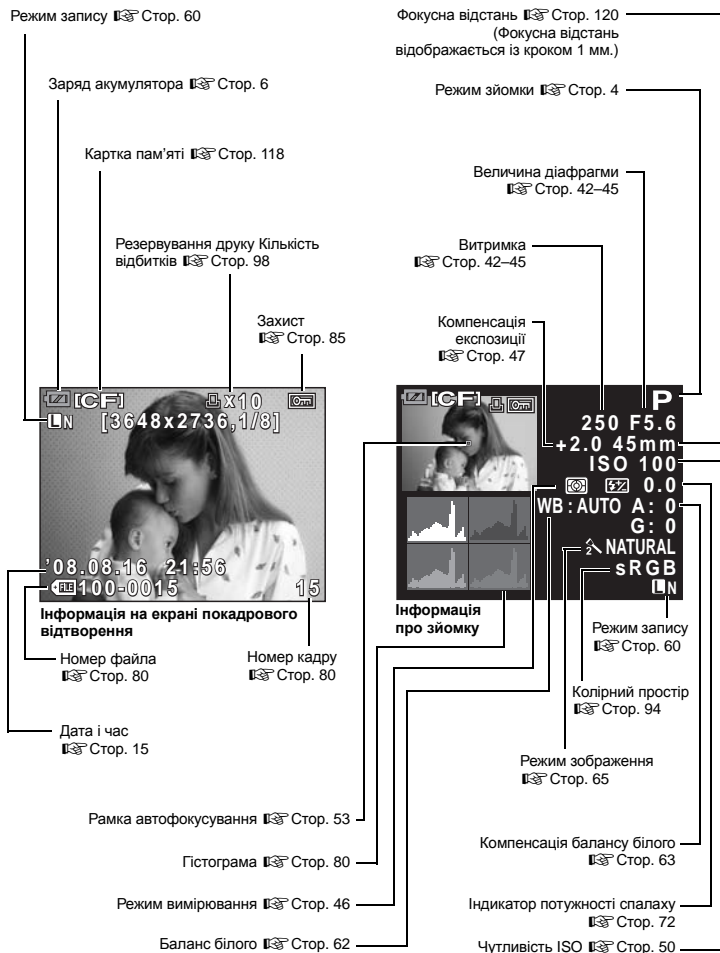 Режим запису ☞ Стор. 60
Заряд акумулятора ☞ Стор. 6
Картка пам'яті ☞ Стор. 118
Резервування друку Кількість
відбитків ☞ Стор. 98
Захист
☞ Стор. 85
[CF] x10
LN [3648x2736,1/8]
'08.08.16 21:56
FILE 100-0015 15
Інформація на екрані покадрового
відтворення
Номер файла
☞ Стор. 80
Номер кадру
☞ Стор. 80
Дата і час
☞ Стор. 15
Фокусна відстань ☞ Стор. 120
(Фокусна відстань
відображається із кроком 1 мм.)
Режим зйомки ☞ Стор. 4
Величина діафрагми
☞ Стор. 42–45
Витримка
☞ Стор. 42–45
Компенсація
експозиції
☞ Стор. 47
[CF]
P
250 F5.6
+2.0 45mm
ISO 100
0.0
WB : AUTO A: 0
G: 0
2 NATURAL
sRGB
LN
Інформація
про зйомку
Режим запису
☞ Стор. 60
Колірний простір
☞ Стор. 94
Режим зображення
☞ Стор. 65
Рамка автофокусування ☞ Стор. 53
Гістограма ☞ Стор. 80
Режим вимірювання ☞ Стор. 46
Баланс білого ☞ Стор. 62
Компенсація балансу білого
☞ Стор. 63
Індикатор потужності спалаху
☞ Стор. 72
Чутливість ISO ☞ Стор. 50